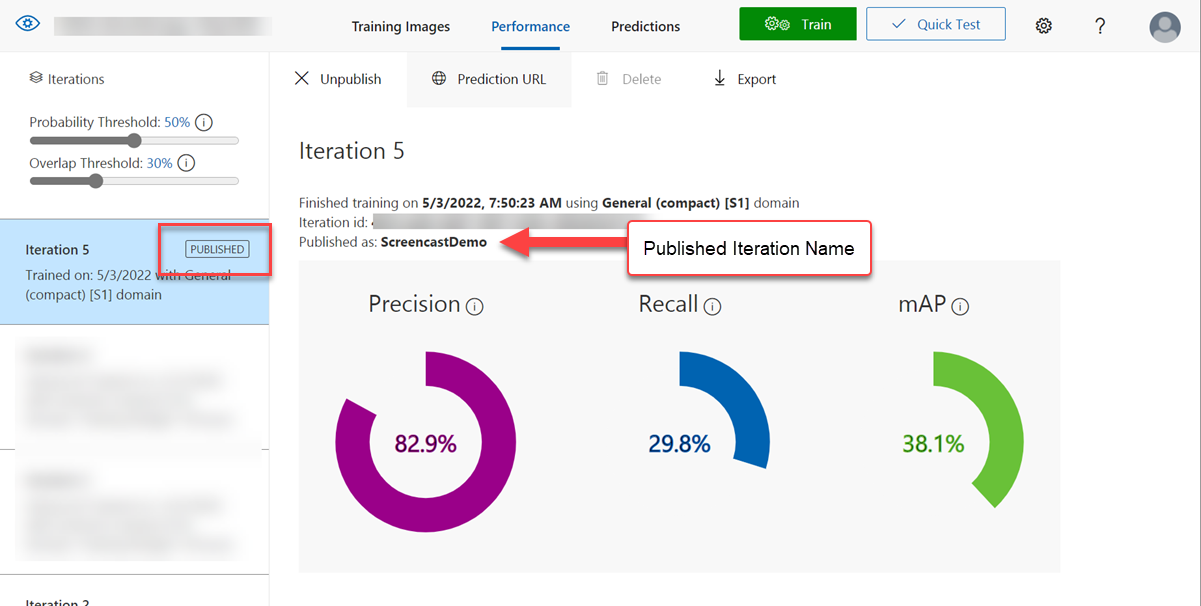 Training Images
Performance
Predictions
Train
Quick Test
?
Iterations
Unpublish
Prediction URL
Delete
Export
Probability Threshold: 50% i
Overlap Threshold: 30% i
Iteration 5
PUBLISHED
Trained on: 5/3/2022 with General
(compact) [S1] domain
Iteration 2
Iteration 5
Finished training on 5/3/2022, 7:50:23 AM using General (compact) [S1] domain
Iteration id:
Published as: ScreencastDemo
Published Iteration Name
Precision i
Recall i
mAP i
82.9%
29.8%
38.1%